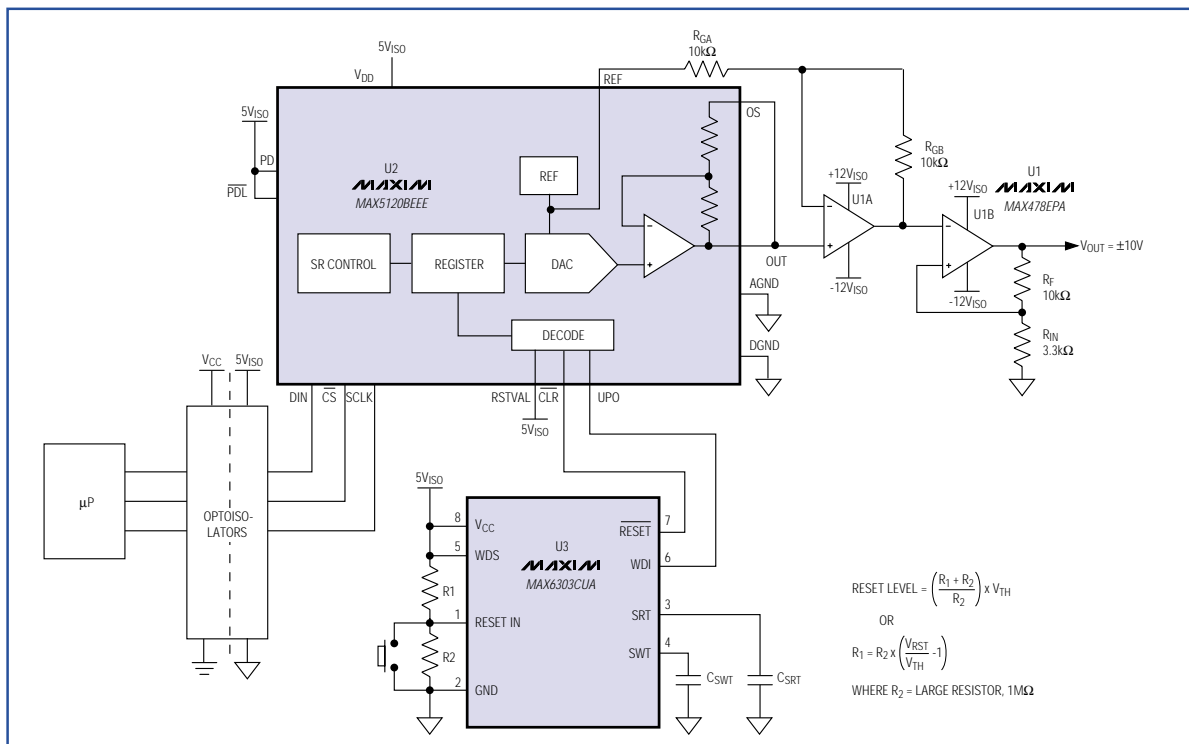 5VISO
VDD
REF
RGA
10kΩ
5VISO
PD
PDL
OS
U2
MAXIM
MAX5120BEEE
REF
SR CONTROL
REGISTER
DAC
-
+
OUT
RGB
10kΩ
+12VISO
U1A
-
+
-12VISO
U1
MAXIM
MAX478EPA
+12VISO
U1B
-
+
-12VISO
VOUT = ±10V
RF
10kΩ
RIN
3.3kΩ
AGND
DGND
DECODE
VCC
5VISO
DIN
CS
SCLK
RSTVAL
CLR
UPO
5VISO
μP
OPTOISO-
LATORS
5VISO
8
VCC
5
WDS
R1
1
RESET IN
R2
2
GND
U3
MAXIM
MAX6303CUA
7
RESET
6
WDI
3
SRT
4
SWT
CSWT
CSRT
RESET LEVEL = (R1 + R2 / R2) x VTH
OR
R1 = R2 x (VRST / VTH -1)
WHERE R2 = LARGE RESISTOR, 1MΩ